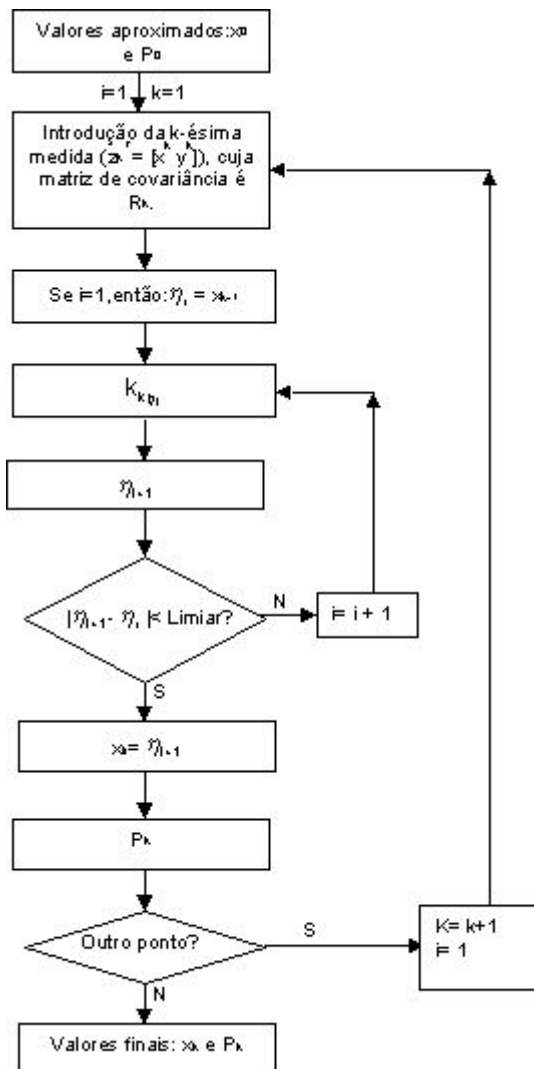 Valores aproximados: x₀
e P₀
i=1 k=1
Introdução da k-ésima
medida (zₖ = [x y]), cuja
matriz de covariância é
Rₖ.
Se i=1, então: ηᵢ = xₖ₋₁
ηᵢ₊₁
|ηᵢ₊₁- ηᵢ|< Limiar?
N
i= i + 1
S
xₖ= ηᵢ₊₁
Pₖ
Outro ponto?
S
K= k+1
i= 1
N
Valores finais: xₖ e Pₖ